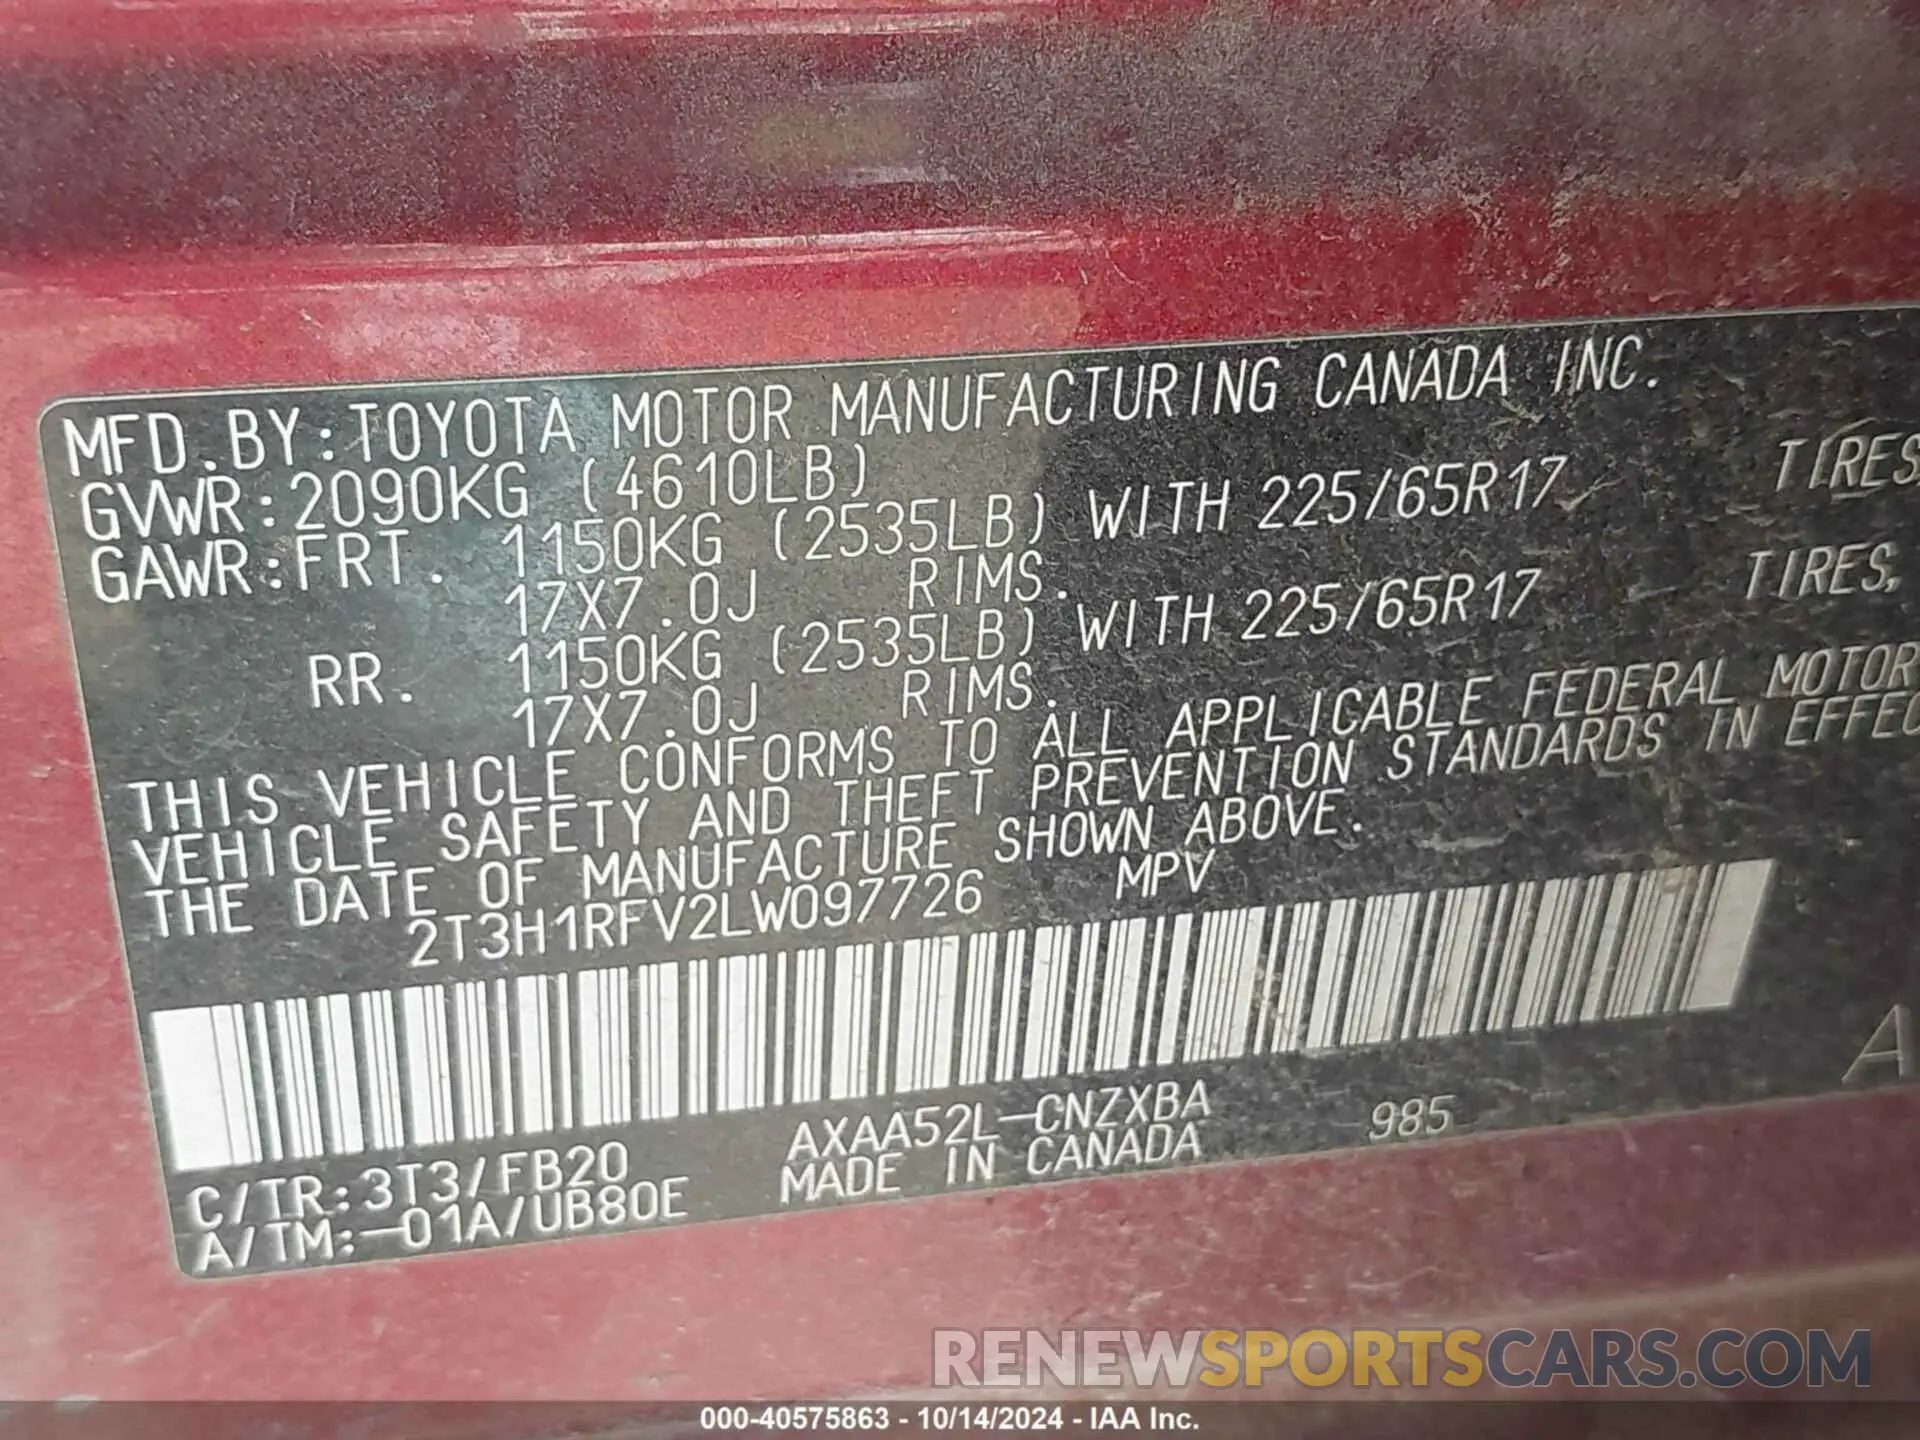 MFD.BY:TOYOTA MOTOR MANUFACTURING CANADA INC.
GVWR:2090KG (4610LB)
GAWR:FRT. 1150KG (2535LB) WITH 225/65R17 TIRES
17X7.0J RIMS.
RR. 1150KG (2535LB) WITH 225/65R17 TIRES,
17X7.0J RIMS.
THIS VEHICLE CONFORMS TO ALL APPLICABLE FEDERAL MOTOR
VEHICLE SAFETY AND THEFT PREVENTION STANDARDS IN EFFEC
THE DATE OF MANUFACTURE SHOWN ABOVE.
2T3H1RFV2LW097726 MPV
A
AXAA52L-CNZXBA 985
C/TR:3T3/FB20 MADE IN CANADA
A/TM:-01A/UB80E
RENEWSPORTSCARS.COM
000-40575863 - 10/14/2024 - IAA Inc.